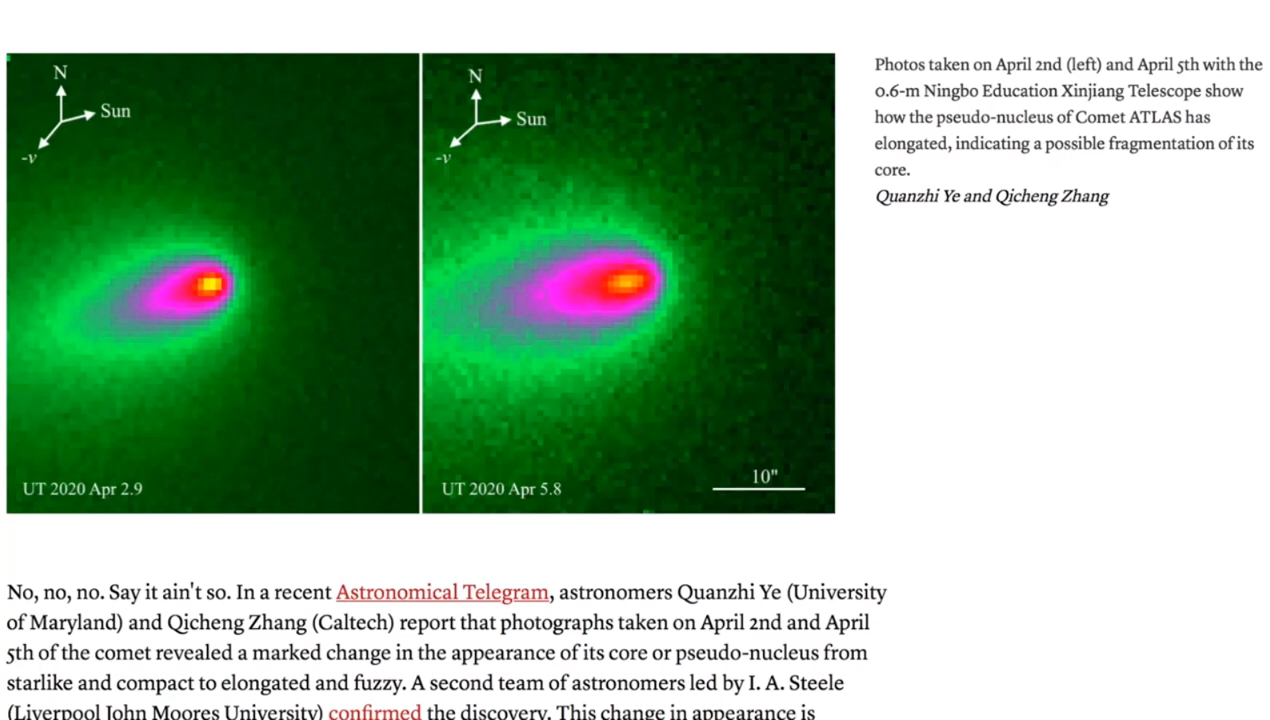 N
Sun
-v
UT 2020 Apr 2.9
N
Sun
-v
UT 2020 Apr 5.8
10"
Photos taken on April 2nd (left) and April 5th with the
0.6-m Ningbo Education Xinjiang Telescope show
how the pseudo-nucleus of Comet ATLAS has
elongated, indicating a possible fragmentation of its
core.
Quanzhi Ye and Qicheng Zhang
No, no, no. Say it ain't so. In a recent Astronomical Telegram, astronomers Quanzhi Ye (University
of Maryland) and Qicheng Zhang (Caltech) report that photographs taken on April 2nd and April
5th of the comet revealed a marked change in the appearance of its core or pseudo-nucleus from
starlike and compact to elongated and fuzzy. A second team of astronomers led by I. A. Steele
(Liverpool John Moores University) confirmed the discovery. This change in appearance is